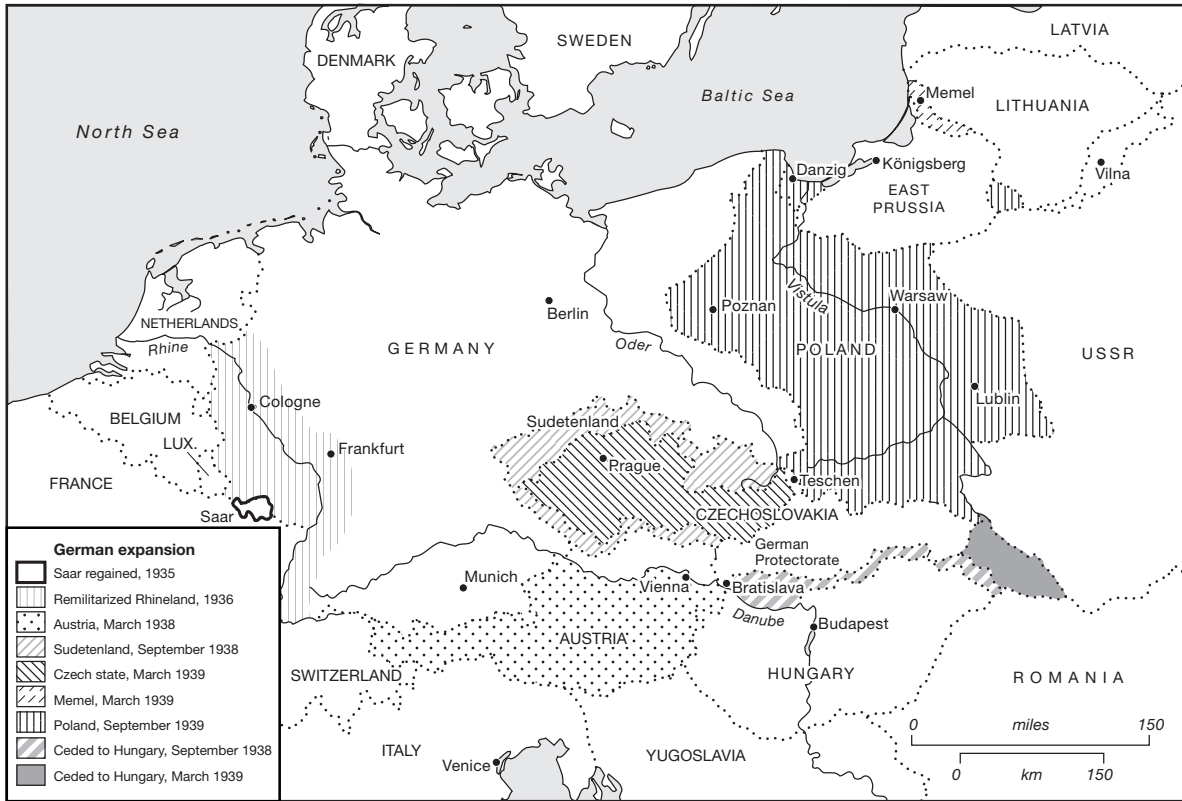 SWEDEN
LATVIA
DENMARK
Baltic Sea
Memel
LITHUANIA
North Sea
Königsberg
Danzig
Vilna
EAST
PRUSSIA
Berlin
Poznan
Vistula
Warsaw
NETHERLANDS
Rhine
GERMANY
Oder
POLAND
USSR
Lublin
Cologne
BELGIUM
Sudetenland
LUX.
Frankfurt
Prague
FRANCE
Teschen
Saar
CZECHOSLOVAKIA
German
Protectorate
Munich
Vienna
Bratislava
Danube
Budapest
AUSTRIA
SWITZERLAND
HUNGARY
ROMANIA
ITALY
YUGOSLAVIA
Venice
0 miles 150
0 km 150
German expansion
Saar regained, 1935
Remilitarized Rhineland, 1936
Austria, March 1938
Sudetenland, September 1938
Czech state, March 1939
Memel, March 1939
Poland, September 1939
Ceded to Hungary, September 1938
Ceded to Hungary, March 1939